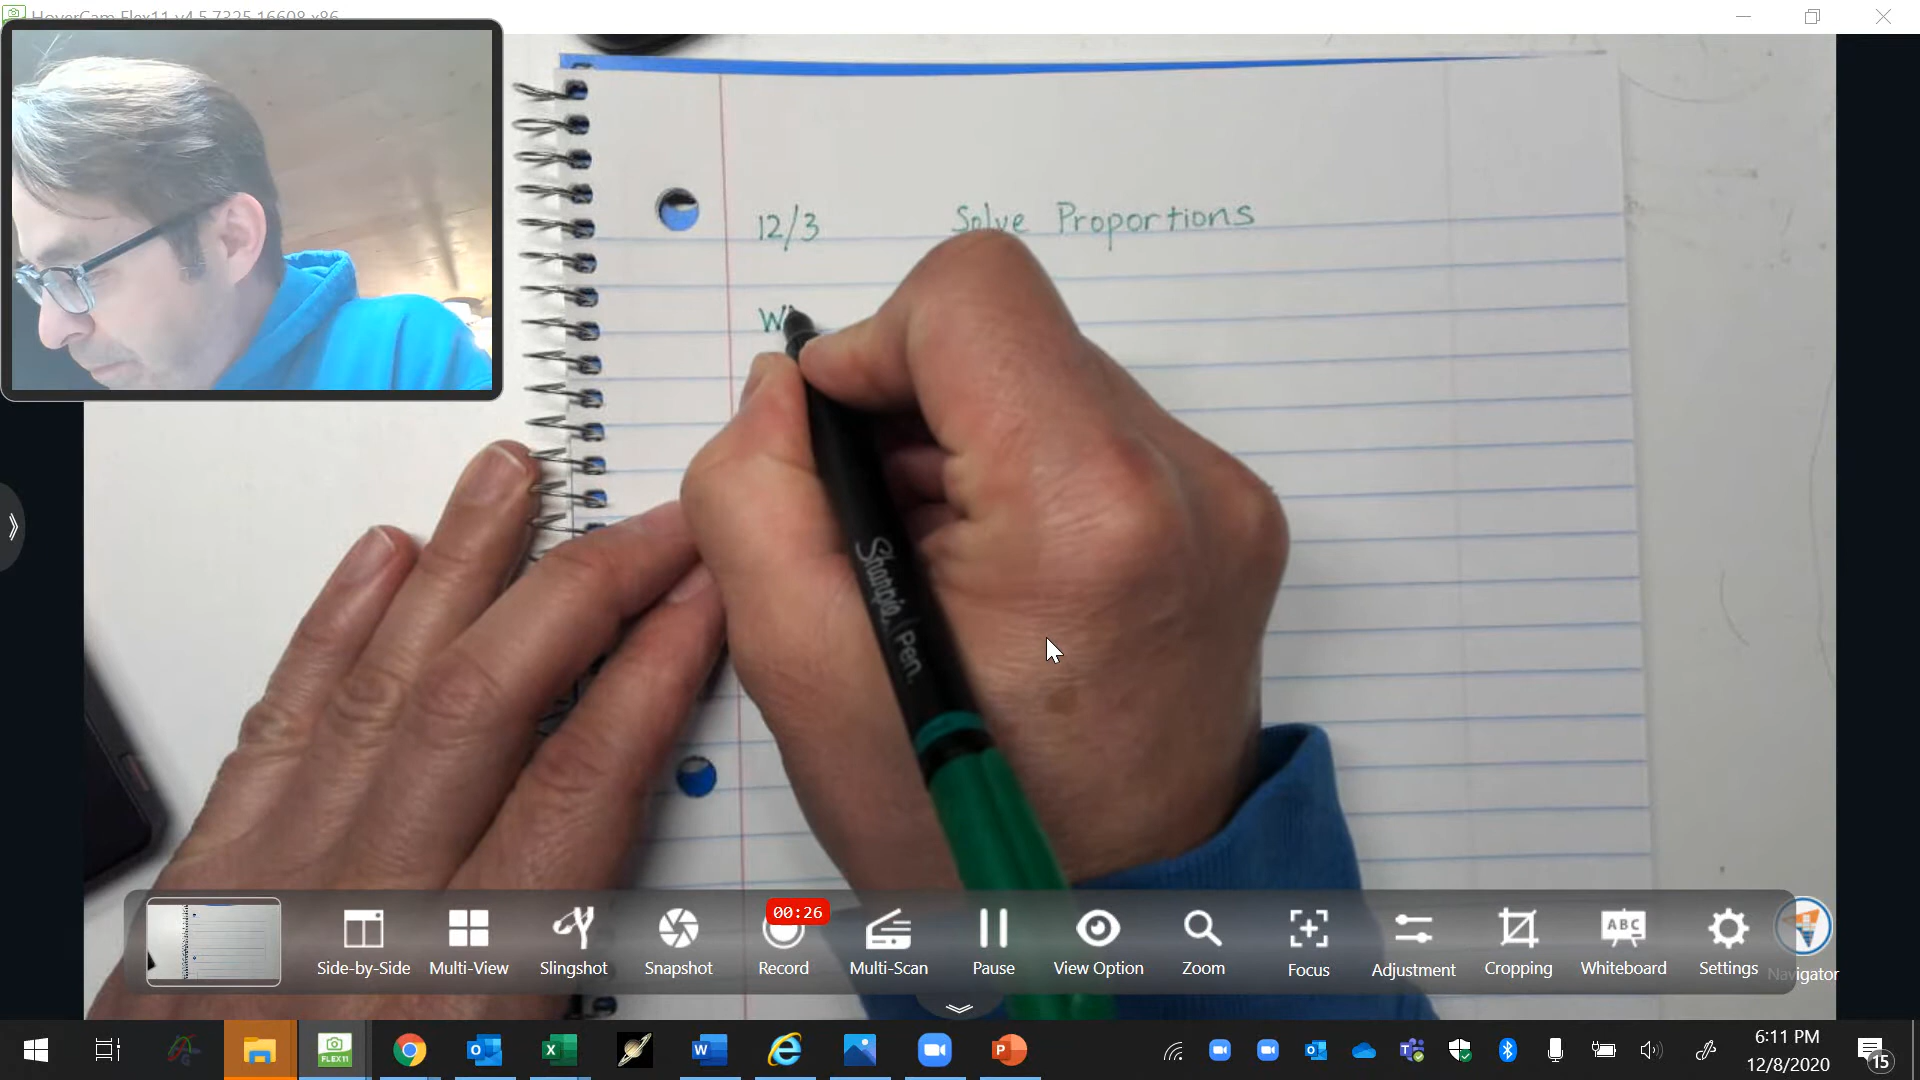 HoverCam Flex11 v4.5.7325.16608 x86
12/3 Solve Proportions
W
Sharpie Pen.
00:26
Side-by-Side Multi-View Slingshot Snapshot Record Multi-Scan Pause View Option Zoom Focus Adjustment Cropping Whiteboard Settings Navigator
ABC
FLEX11
6:11 PM
12/8/2020
15